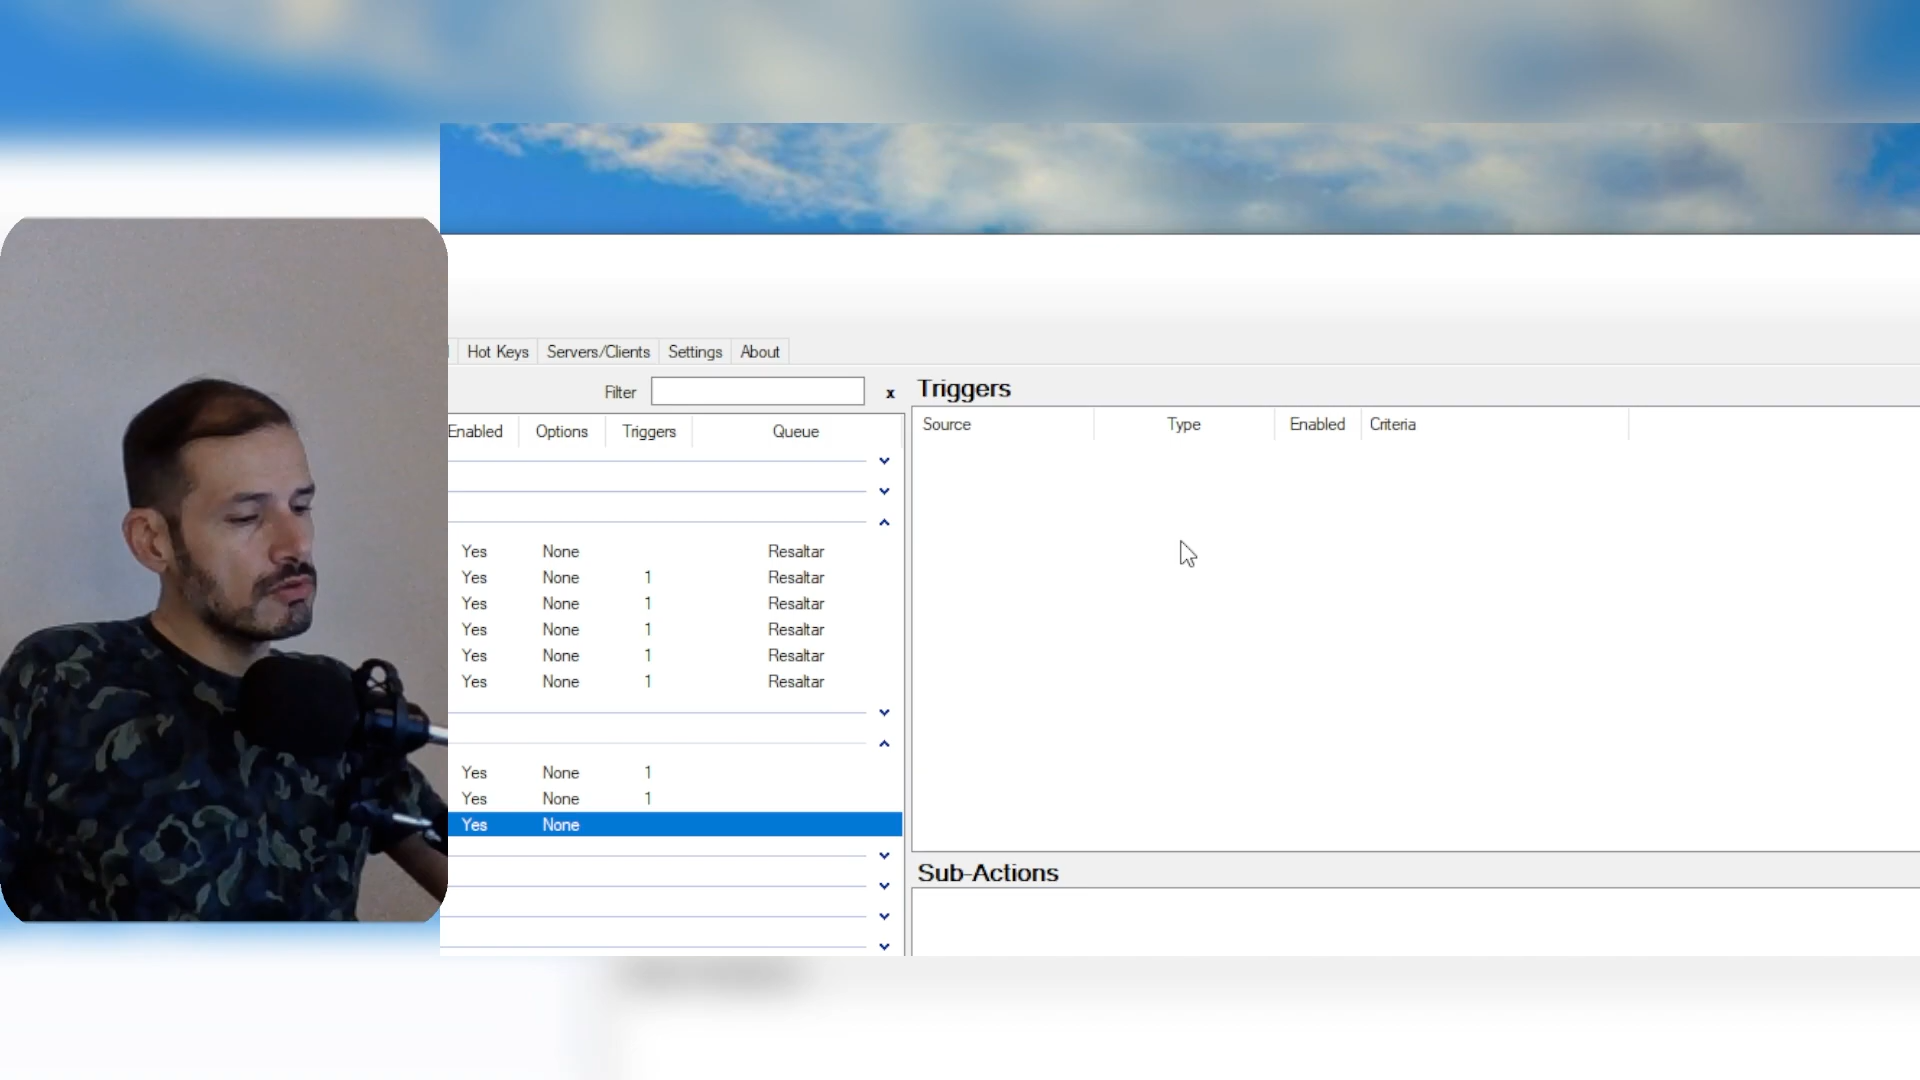 Hot Keys Servers/Clients Settings About
Filter x
Enabled Options Triggers Queue
Yes None Resaltar
Yes None 1 Resaltar
Yes None 1 Resaltar
Yes None 1 Resaltar
Yes None 1 Resaltar
Yes None 1 Resaltar
Yes None 1
Yes None 1
Yes None
Triggers
Source Type Enabled Criteria
Sub-Actions